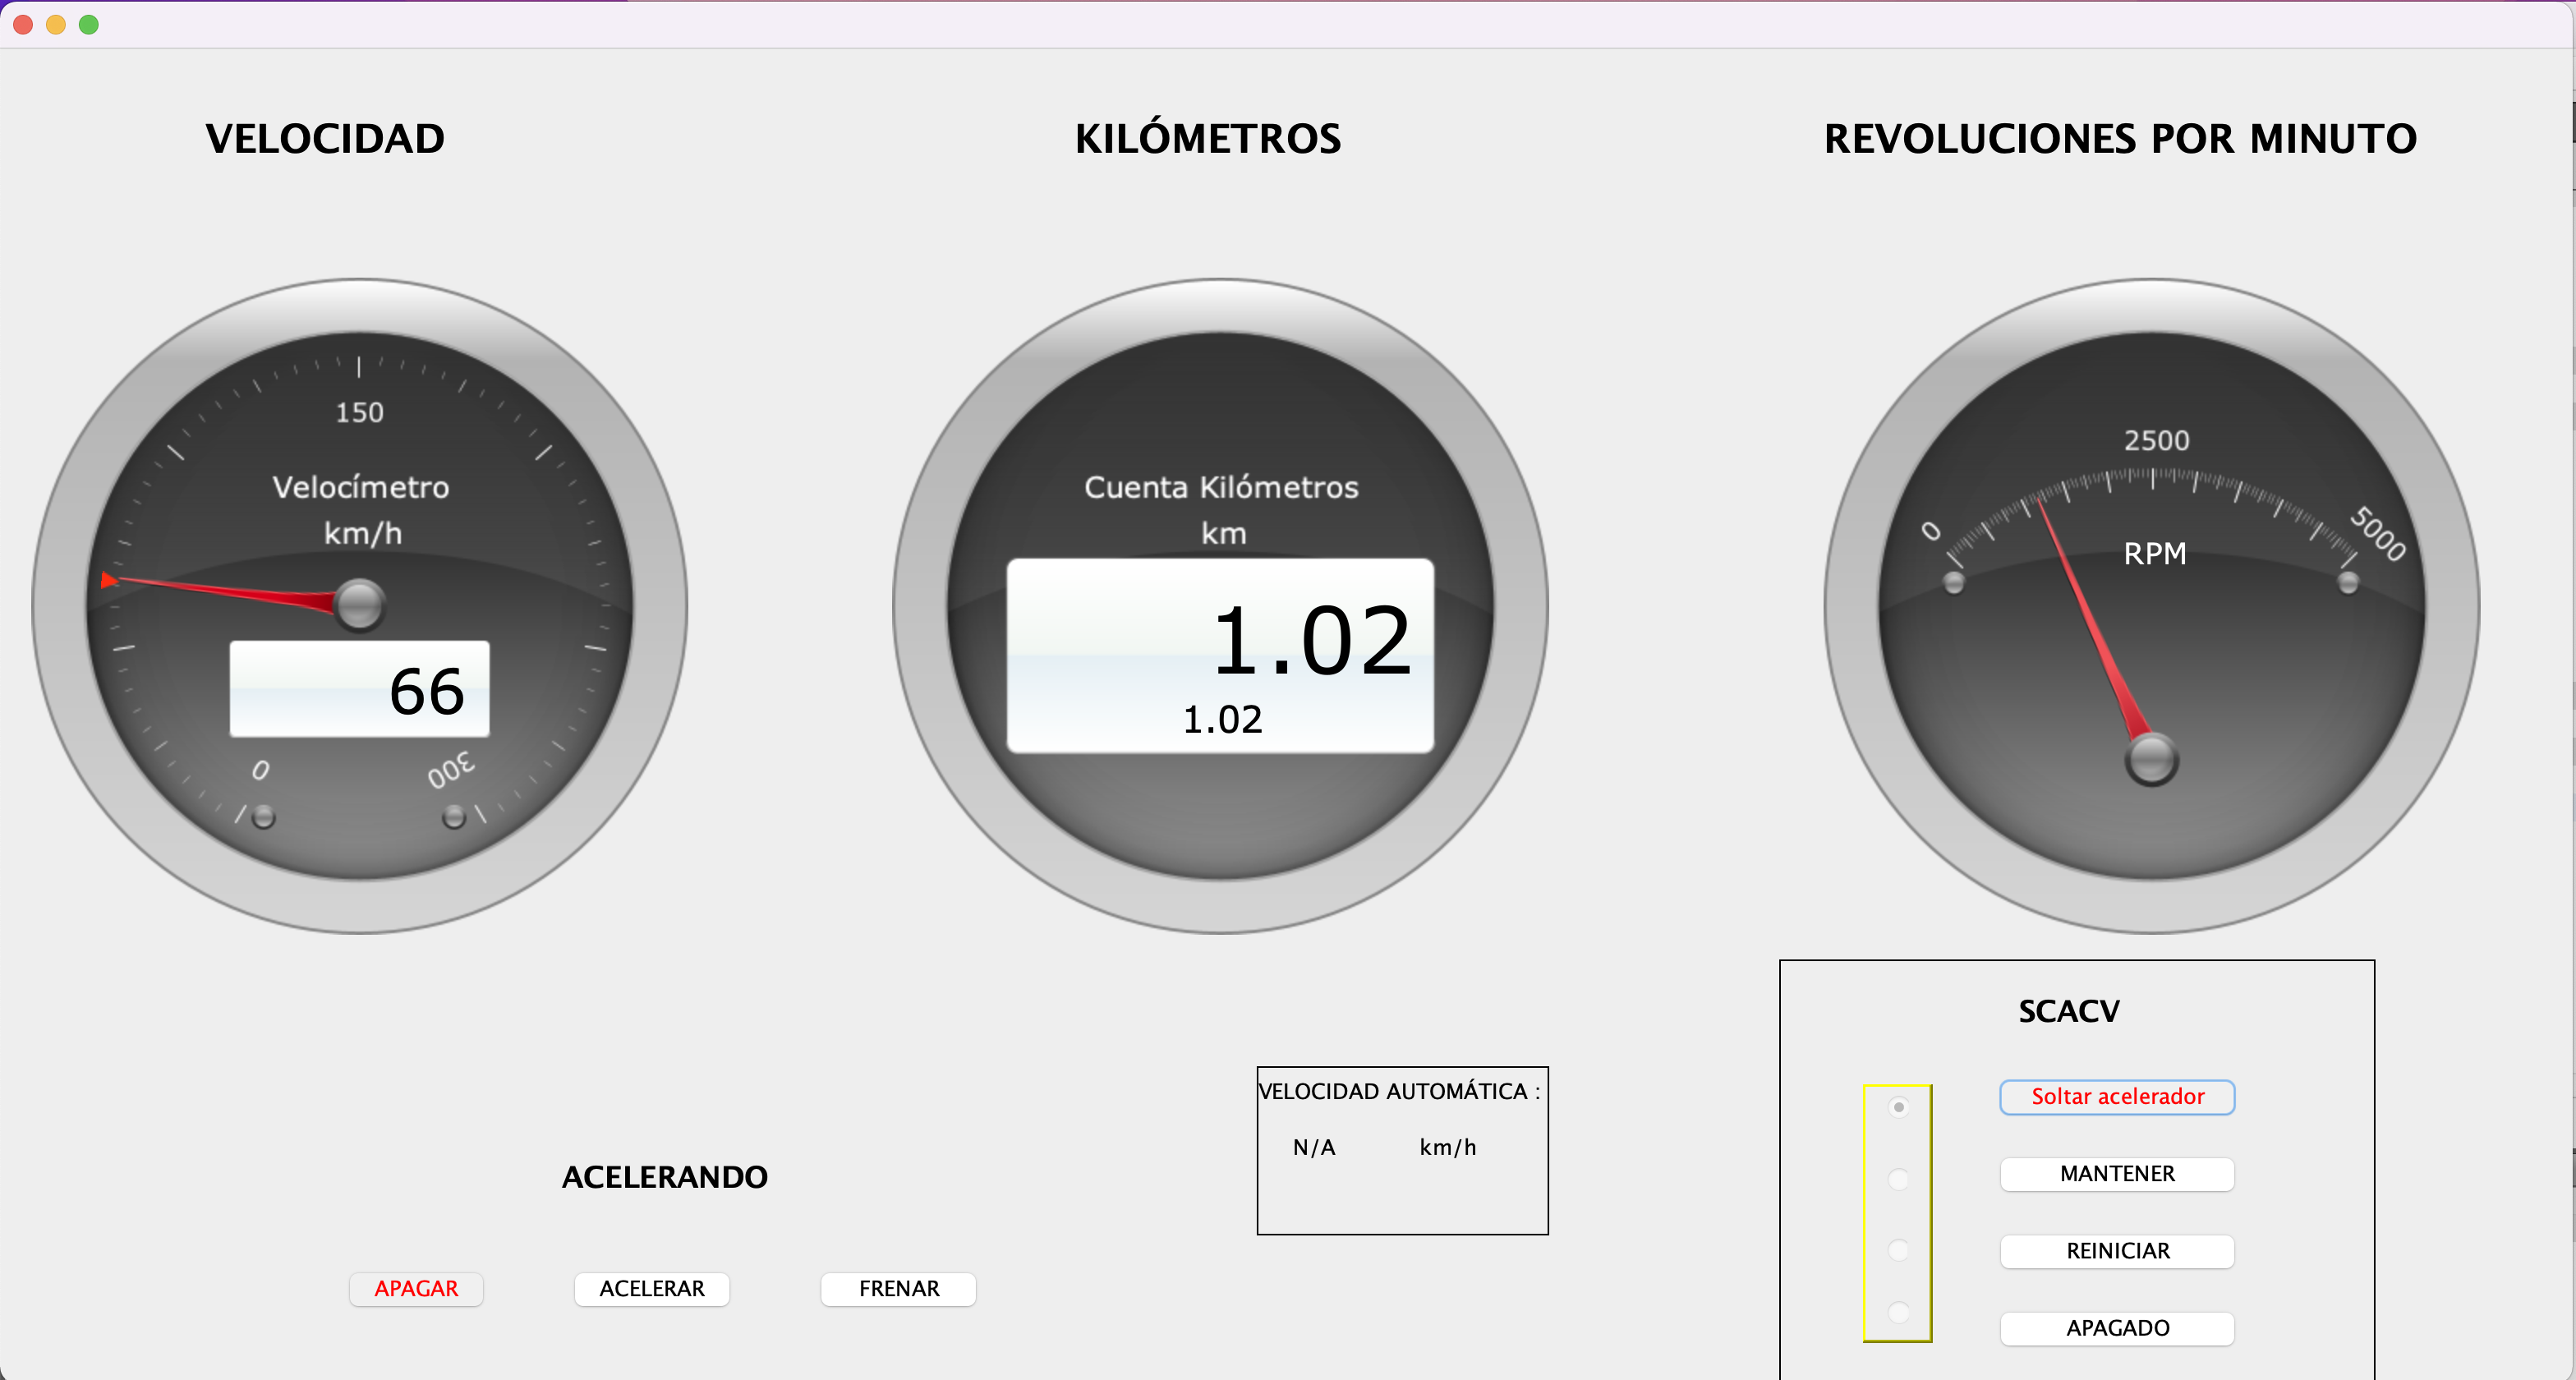 VELOCIDAD
KILÓMETROS
REVOLUCIONES POR MINUTO
150
Velocímetro
km/h
66
0
300
Cuenta Kilómetros
km
1.02
1.02
2500
0
5000
RPM
SCACV
Soltar acelerador
MANTENER
REINICIAR
APAGADO
VELOCIDAD AUTOMÁTICA :
N/A km/h
ACELERANDO
APAGAR ACELERAR FRENAR